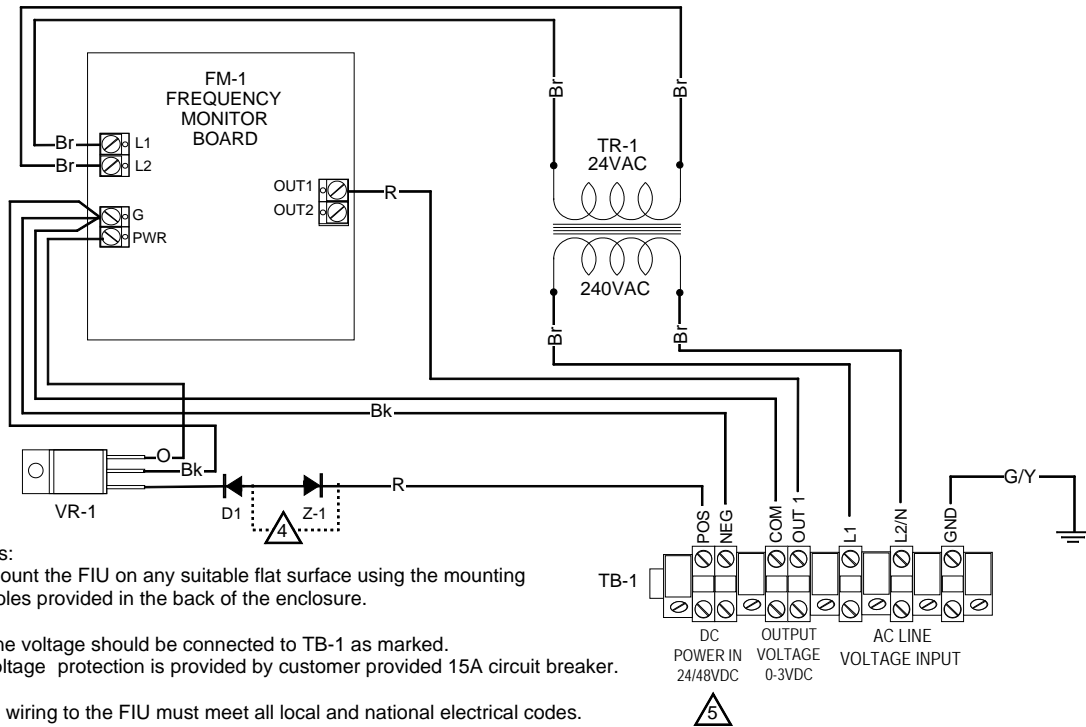 FM-1
FREQUENCY
MONITOR
BOARD
Br
Br
L1
L2
G
PWR
OUT1
OUT2
R
Br
Br
TR-1
24VAC
240VAC
Br
Br
Bk
O
Bk
VR-1
D1
Z-1
4
R
G/Y
POS
NEG
COM
OUT 1
L1
L2/N
GND
TB-1
DC
POWER IN
24/48VDC
OUTPUT
VOLTAGE
0-3VDC
AC LINE
VOLTAGE INPUT
5
s:
ount the FIU on any suitable flat surface using the mounting
oles provided in the back of the enclosure.
ne voltage should be connected to TB-1 as marked.
oltage protection is provided by customer provided 15A circuit breaker.
wiring to the FIU must meet all local and national electrical codes.